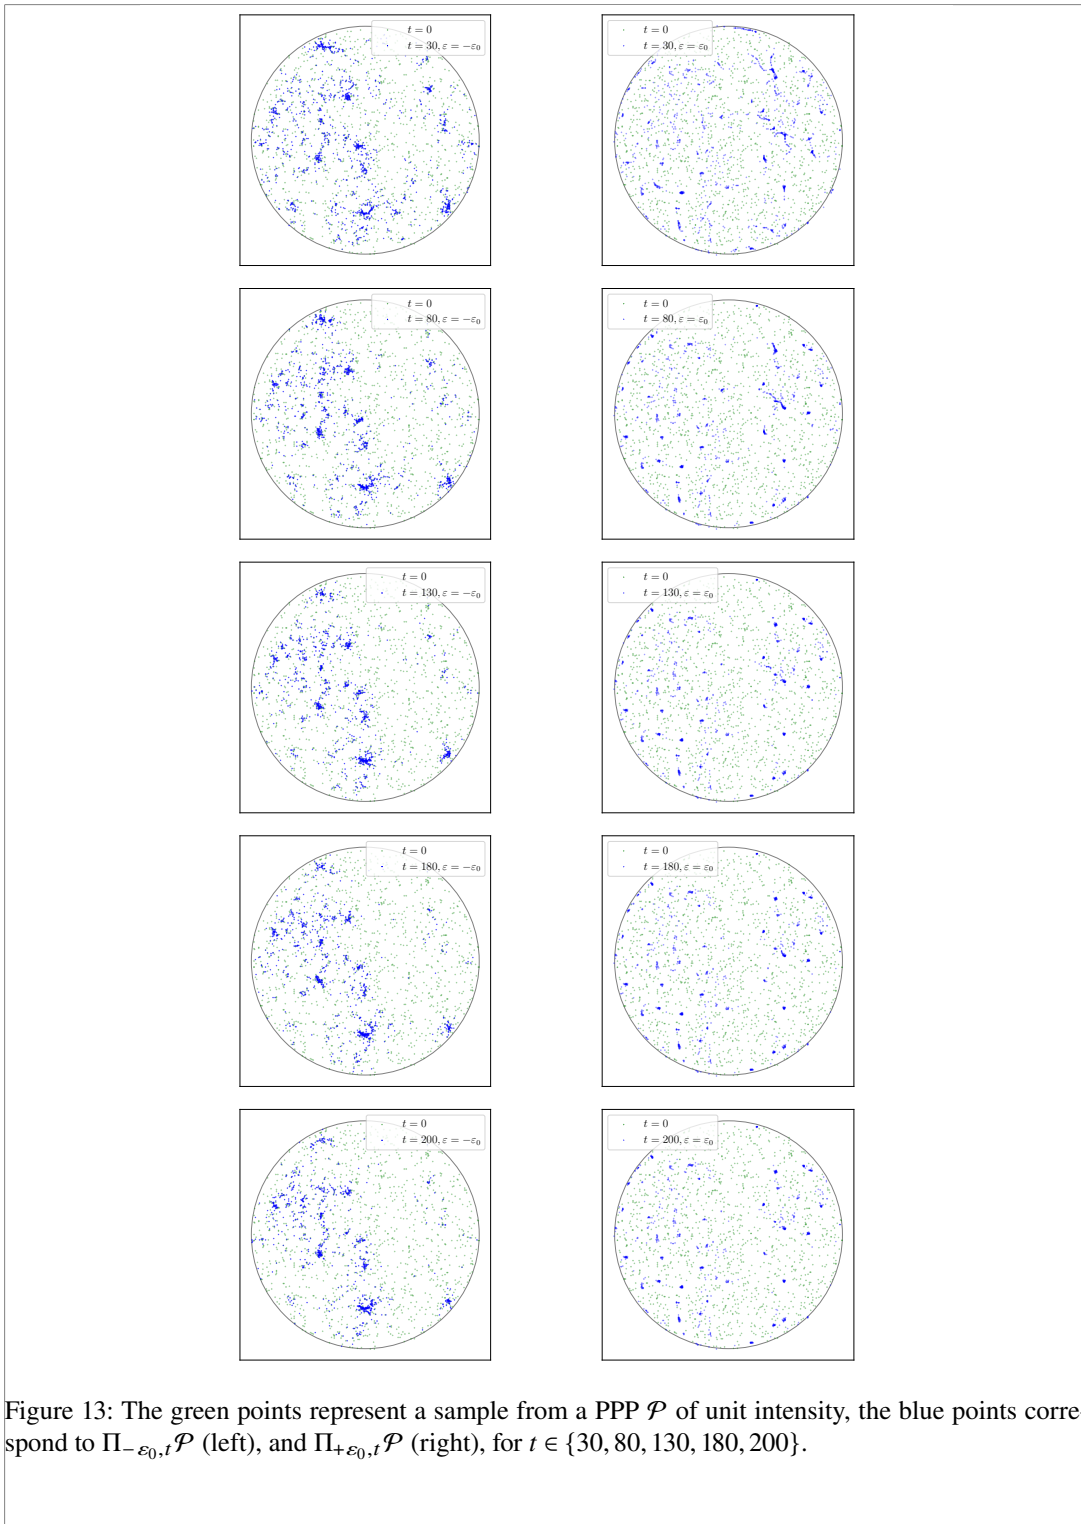 t = 0
t = 30, ε = −ε₀
t = 0
t = 30, ε = ε₀
t = 0
t = 80, ε = −ε₀
t = 0
t = 80, ε = ε₀
t = 0
t = 130, ε = −ε₀
t = 0
t = 130, ε = ε₀
t = 0
t = 180, ε = −ε₀
t = 0
t = 180, ε = ε₀
t = 0
t = 200, ε = −ε₀
t = 0
t = 200, ε = ε₀
Figure 13: The green points represent a sample from a PPP 𝒫 of unit intensity, the blue points corre-
spond to Π₋ε₀,ₜ𝒫 (left), and Π₊ε₀,ₜ𝒫 (right), for t ∈ {30, 80, 130, 180, 200}.